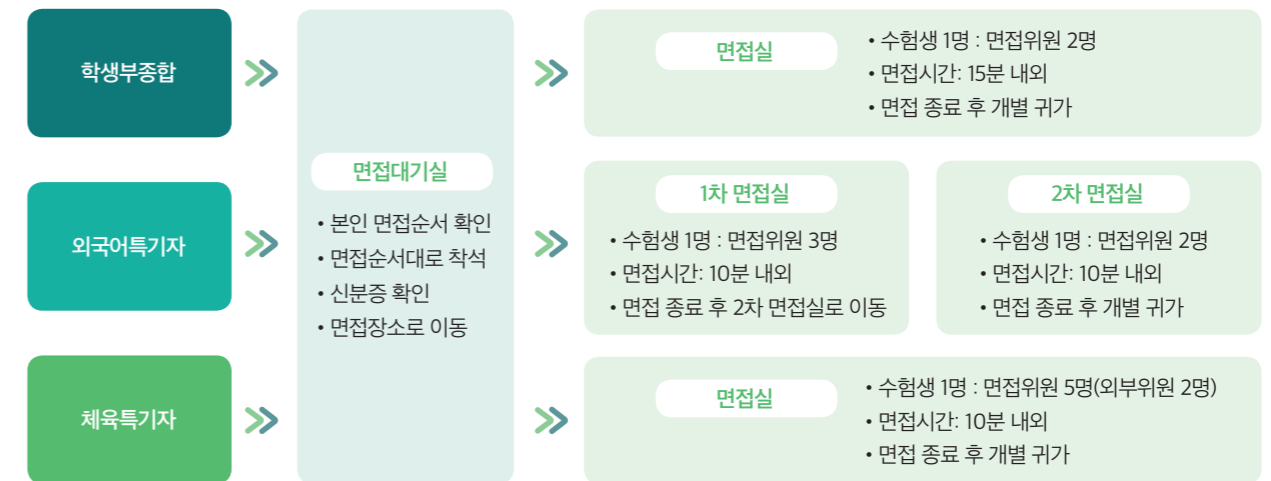 학생부종합
외국어특기자
체육특기자
면접대기실
• 본인 면접순서 확인
• 면접순서대로 착석
• 신분증 확인
• 면접장소로 이동
면접실
• 수험생 1명 : 면접위원 2명
• 면접시간: 15분 내외
• 면접 종료 후 개별 귀가
1차 면접실
• 수험생 1명 : 면접위원 3명
• 면접시간: 10분 내외
• 면접 종료 후 2차 면접실로 이동
2차 면접실
• 수험생 1명 : 면접위원 2명
• 면접시간: 10분 내외
• 면접 종료 후 개별 귀가
면접실
• 수험생 1명 : 면접위원 5명(외부위원 2명)
• 면접시간: 10분 내외
• 면접 종료 후 개별 귀가